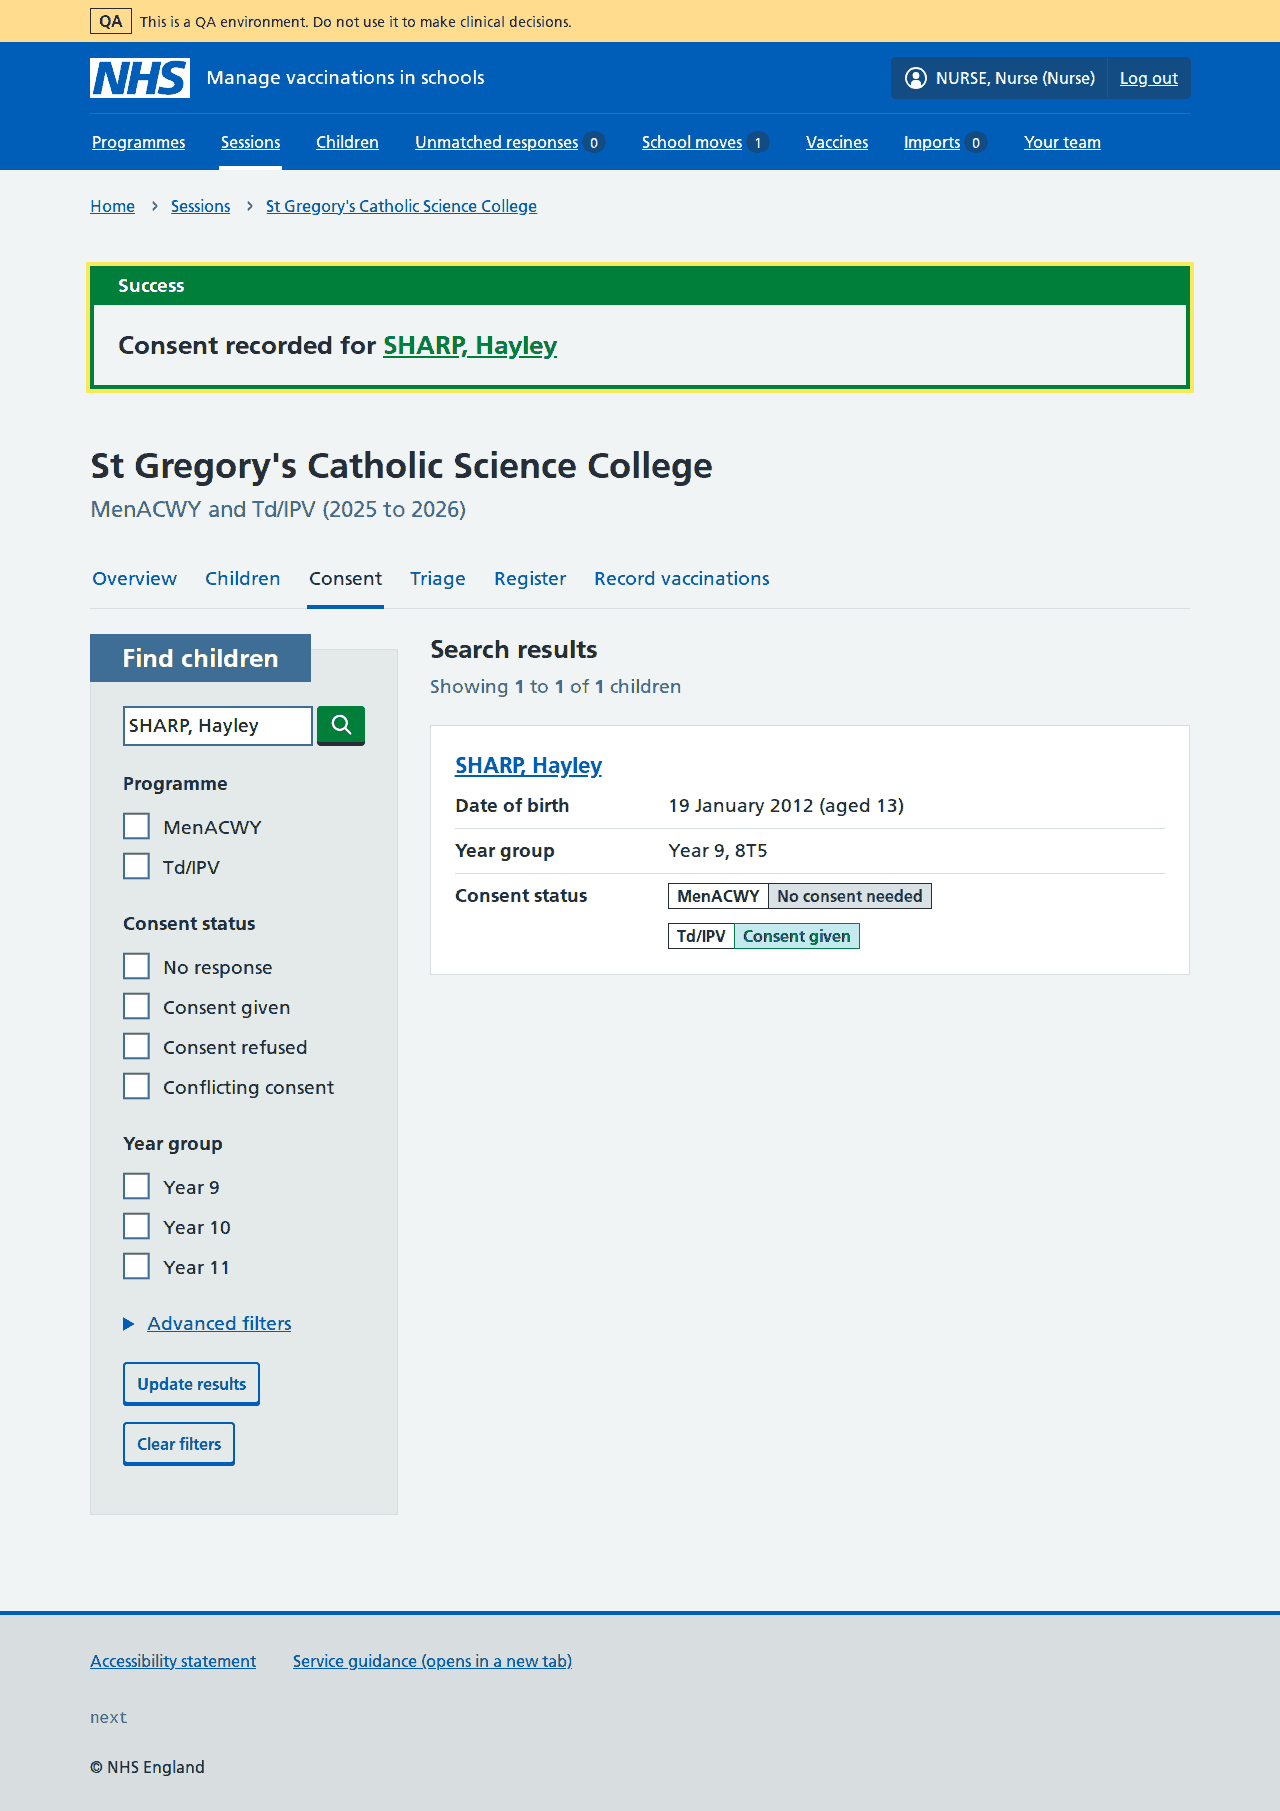 QA This is a QA environment. Do not use it to make clinical decisions.
NHS Manage vaccinations in schools NURSE, Nurse (Nurse) Log out
Programmes Sessions Children Unmatched responses 0 School moves 1 Vaccines Imports 0 Your team
Home Sessions St Gregory's Catholic Science College
Success
Consent recorded for SHARP, Hayley
St Gregory's Catholic Science College
MenACWY and Td/IPV (2025 to 2026)
Overview Children Consent Triage Register Record vaccinations
Find children
SHARP, Hayley
Programme
MenACWY
Td/IPV
Consent status
No response
Consent given
Consent refused
Conflicting consent
Year group
Year 9
Year 10
Year 11
Advanced filters
Update results
Clear filters
Search results
Showing 1 to 1 of 1 children
SHARP, Hayley
Date of birth 19 January 2012 (aged 13)
Year group Year 9, 8T5
Consent status MenACWY No consent needed
Td/IPV Consent given
Accessibility statement Service guidance (opens in a new tab)
next
© NHS England